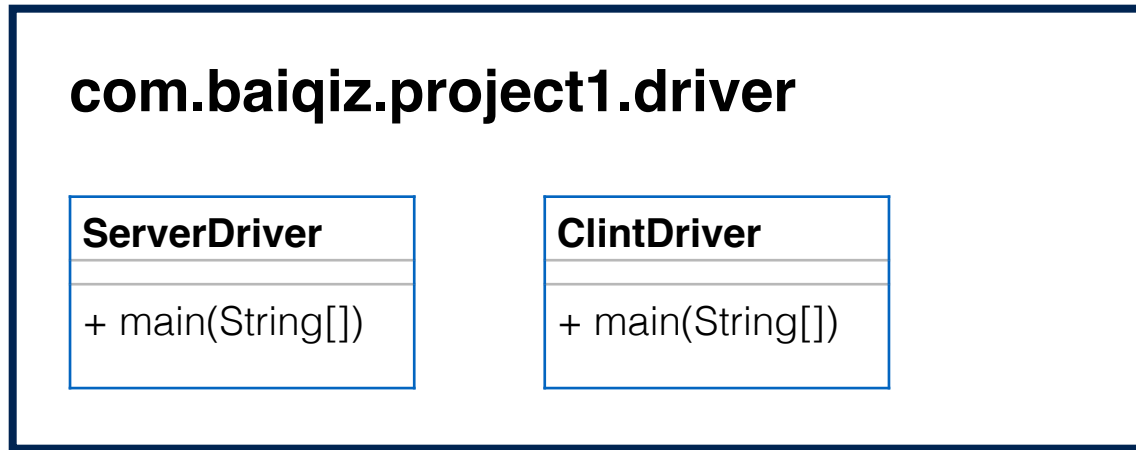 com.baiqiz.project1.driver
ServerDriver
+ main(String[])
ClintDriver
+ main(String[])